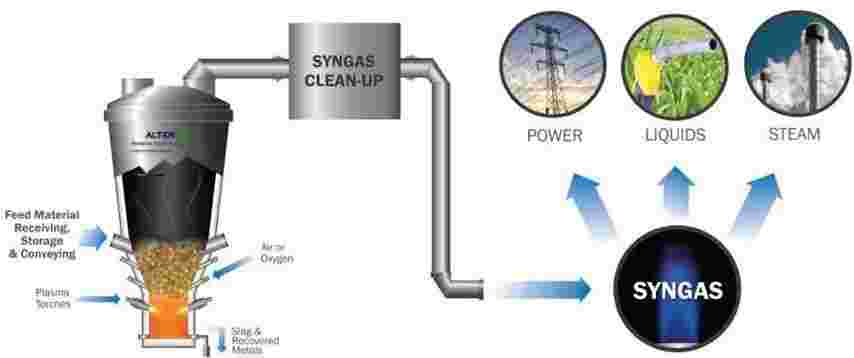 SYNGAS
CLEAN-UP
ALTER
Feed Material
Receiving,
Storage
& Conveying
Air or
Oxygen
Plasma
Torches
Slag &
Recovered
Metals
POWER
LIQUIDS
STEAM
SYNGAS